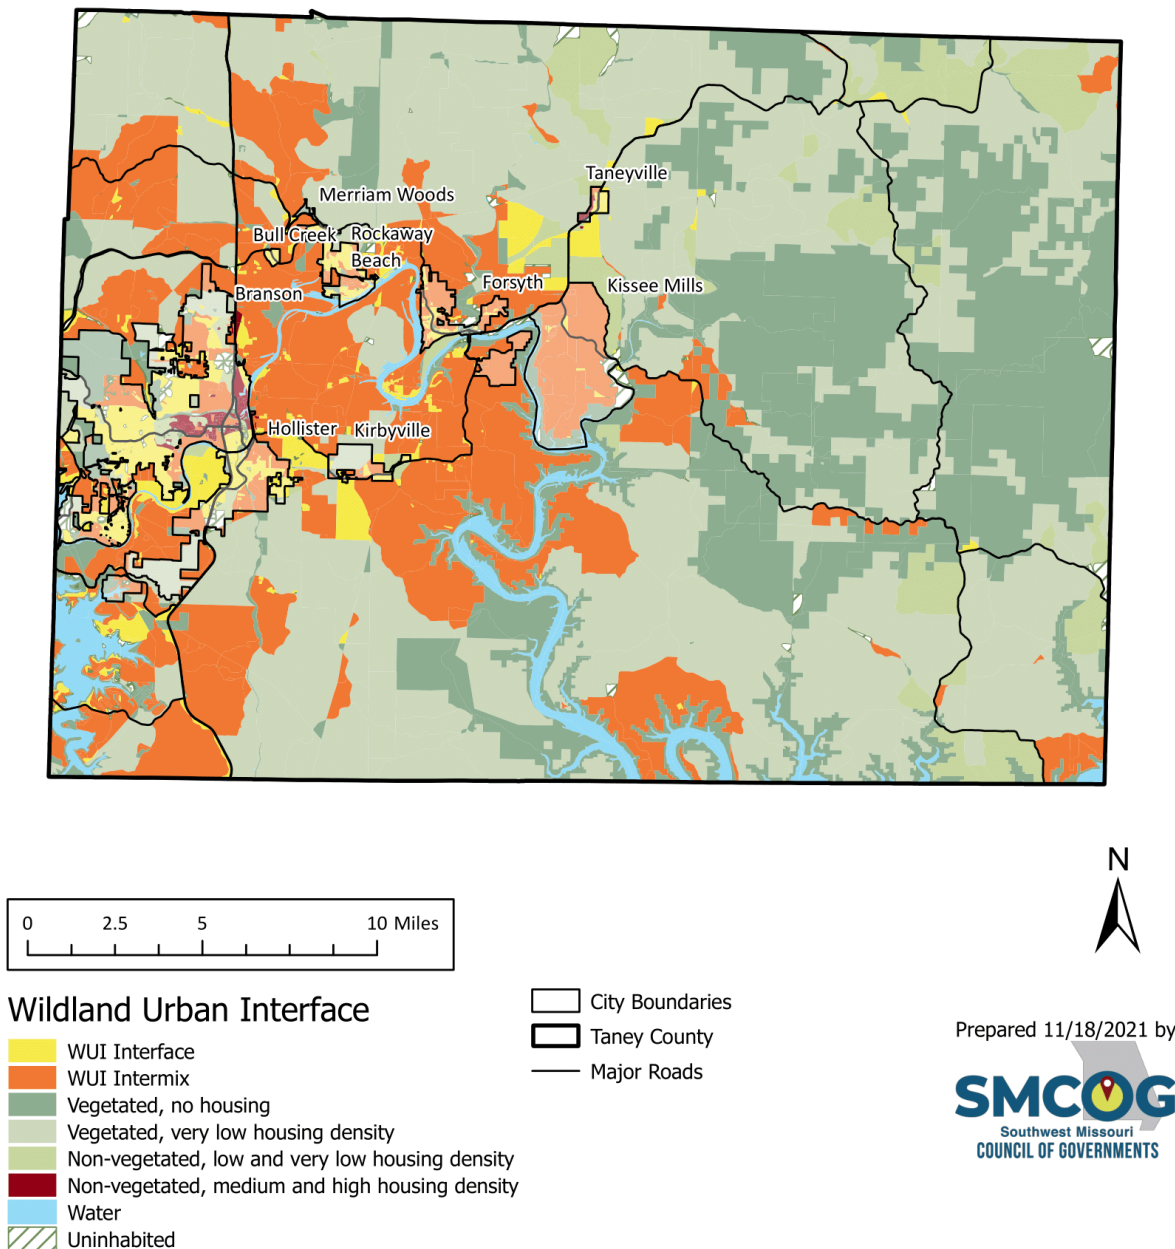 Taneyville
Merriam Woods
Bull Creek
Rockaway
Beach
Forsyth
Kissee Mills
Branson
Hollister
Kirbyville
N
0 2.5 5 10 Miles
Wildland Urban Interface
WUI Interface
WUI Intermix
Vegetated, no housing
Vegetated, very low housing density
Non-vegetated, low and very low housing density
Non-vegetated, medium and high housing density
Water
Uninhabited
City Boundaries
Taney County
Major Roads
Prepared 11/18/2021 by
SMCOG
Southwest Missouri
COUNCIL OF GOVERNMENTS